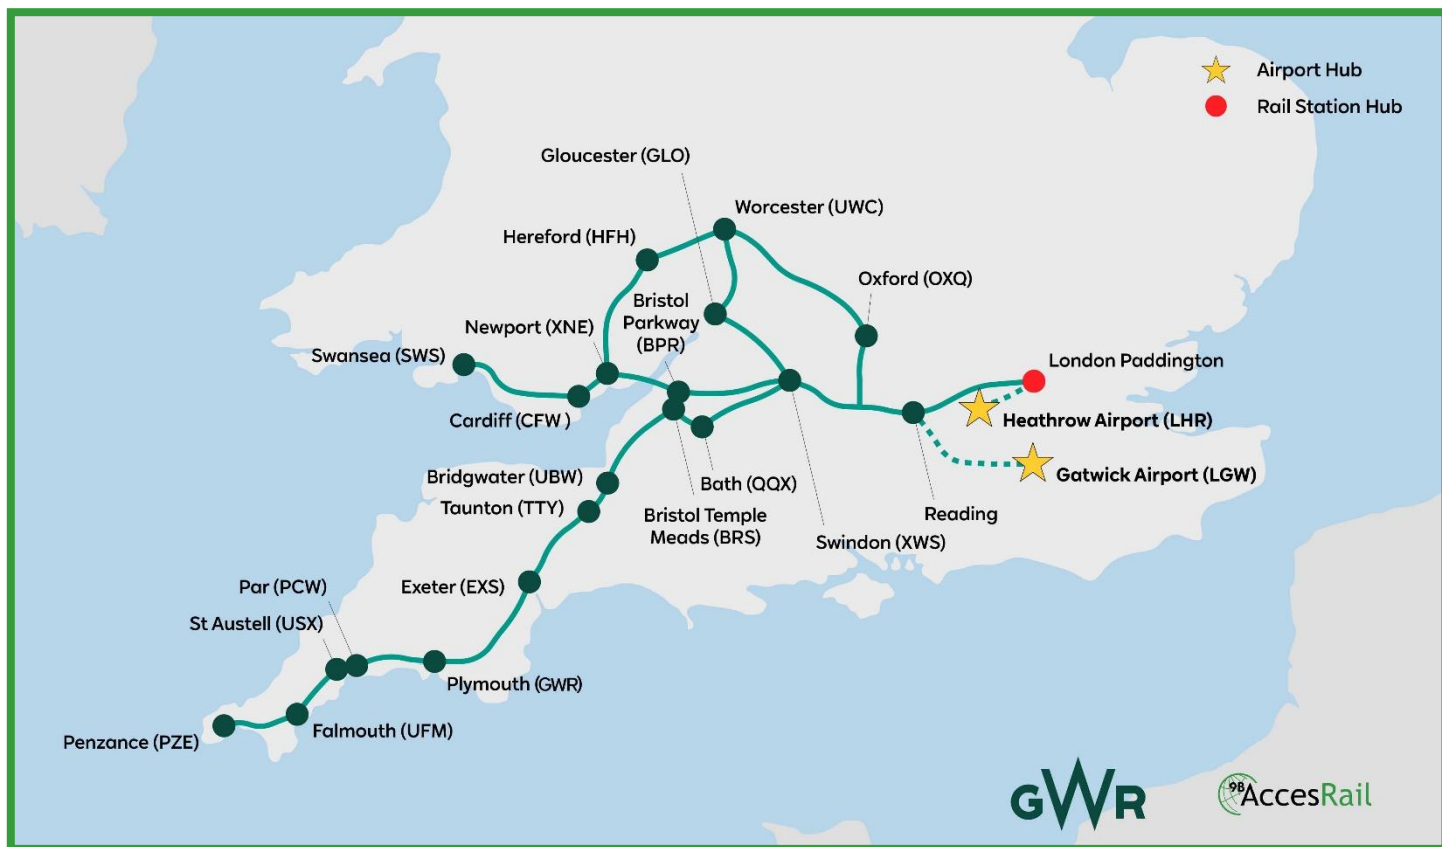 Airport Hub
Rail Station Hub
Gloucester (GLO)
Worcester (UWC)
Hereford (HFH)
Oxford (OXQ)
Bristol
Parkway
(BPR)
Newport (XNE)
Swansea (SWS)
London Paddington
Cardiff (CFW )
Heathrow Airport (LHR)
Bridgwater (UBW)
Bath (QQX)
Gatwick Airport (LGW)
Taunton (TTY)
Bristol Temple
Meads (BRS)
Reading
Swindon (XWS)
Par (PCW)
Exeter (EXS)
St Austell (USX)
Plymouth (GWR)
Falmouth (UFM)
Penzance (PZE)
GWR
9B AccesRail